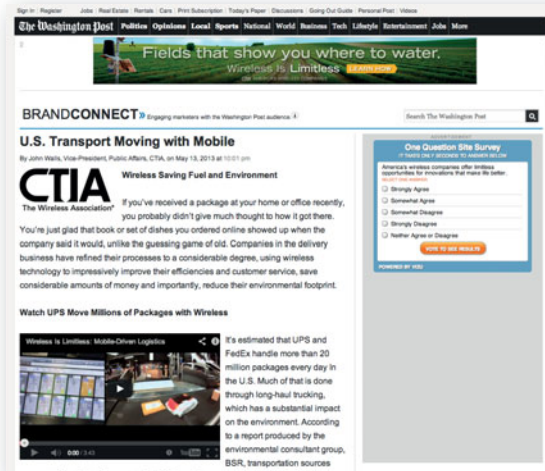 Sign In Register Jobs Real Estate Rentals Cars Print Subscription Today's Paper Discussions Going Out Guide Personal Post Videos
The Washington Post Politics Opinions Local Sports National World Business Tech Lifestyle Entertainment Jobs More
Fields that show you where to water.
Wireless Is Limitless LEARN HOW
BRANDCONNECT» Engaging marketers with the Washington Post audience
Search The Washington Post
U.S. Transport Moving with Mobile
By John Walls, Vice-President, Public Affairs, CTIA, on May 13, 2013 at 10:01 pm
CTIA
The Wireless Association®
Wireless Saving Fuel and Environment
If you've received a package at your home or office recently,
you probably didn't give much thought to how it got there.
You're just glad that book or set of dishes you ordered online showed up when the
company said it would, unlike the guessing game of old. Companies in the delivery
business have refined their processes to a considerable degree, using wireless
technology to impressively improve their efficiencies and customer service, save
considerable amounts of money and importantly, reduce their environmental footprint.
Watch UPS Move Millions of Packages with Wireless
Wireless Is Limitless: Mobile-Driven Logistics
0:00 / 3:43
YouTube
It's estimated that UPS and
FedEx handle more than 20
million packages every day in
the U.S. Much of that is done
through long-haul trucking,
which has a substantial impact
on the environment. According
to a report produced by the
environmental consultant group,
BSR, transportation sources
ADVERTISEMENT
One Question Site Survey
IT TAKES ONLY SECONDS TO ANSWER BELOW
America's wireless companies offer limitless
opportunities for innovations that make life better.
SELECT ONE ANSWER
Strongly Agree
Somewhat Agree
Somewhat Disagree
Strongly Disagree
Neither Agree or Disagree
VOTE TO SEE RESULTS
POWERED BY